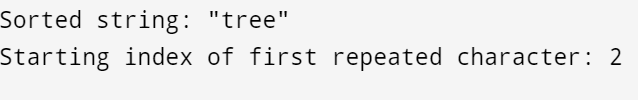 Sorted string: "tree"
Starting index of first repeated character: 2